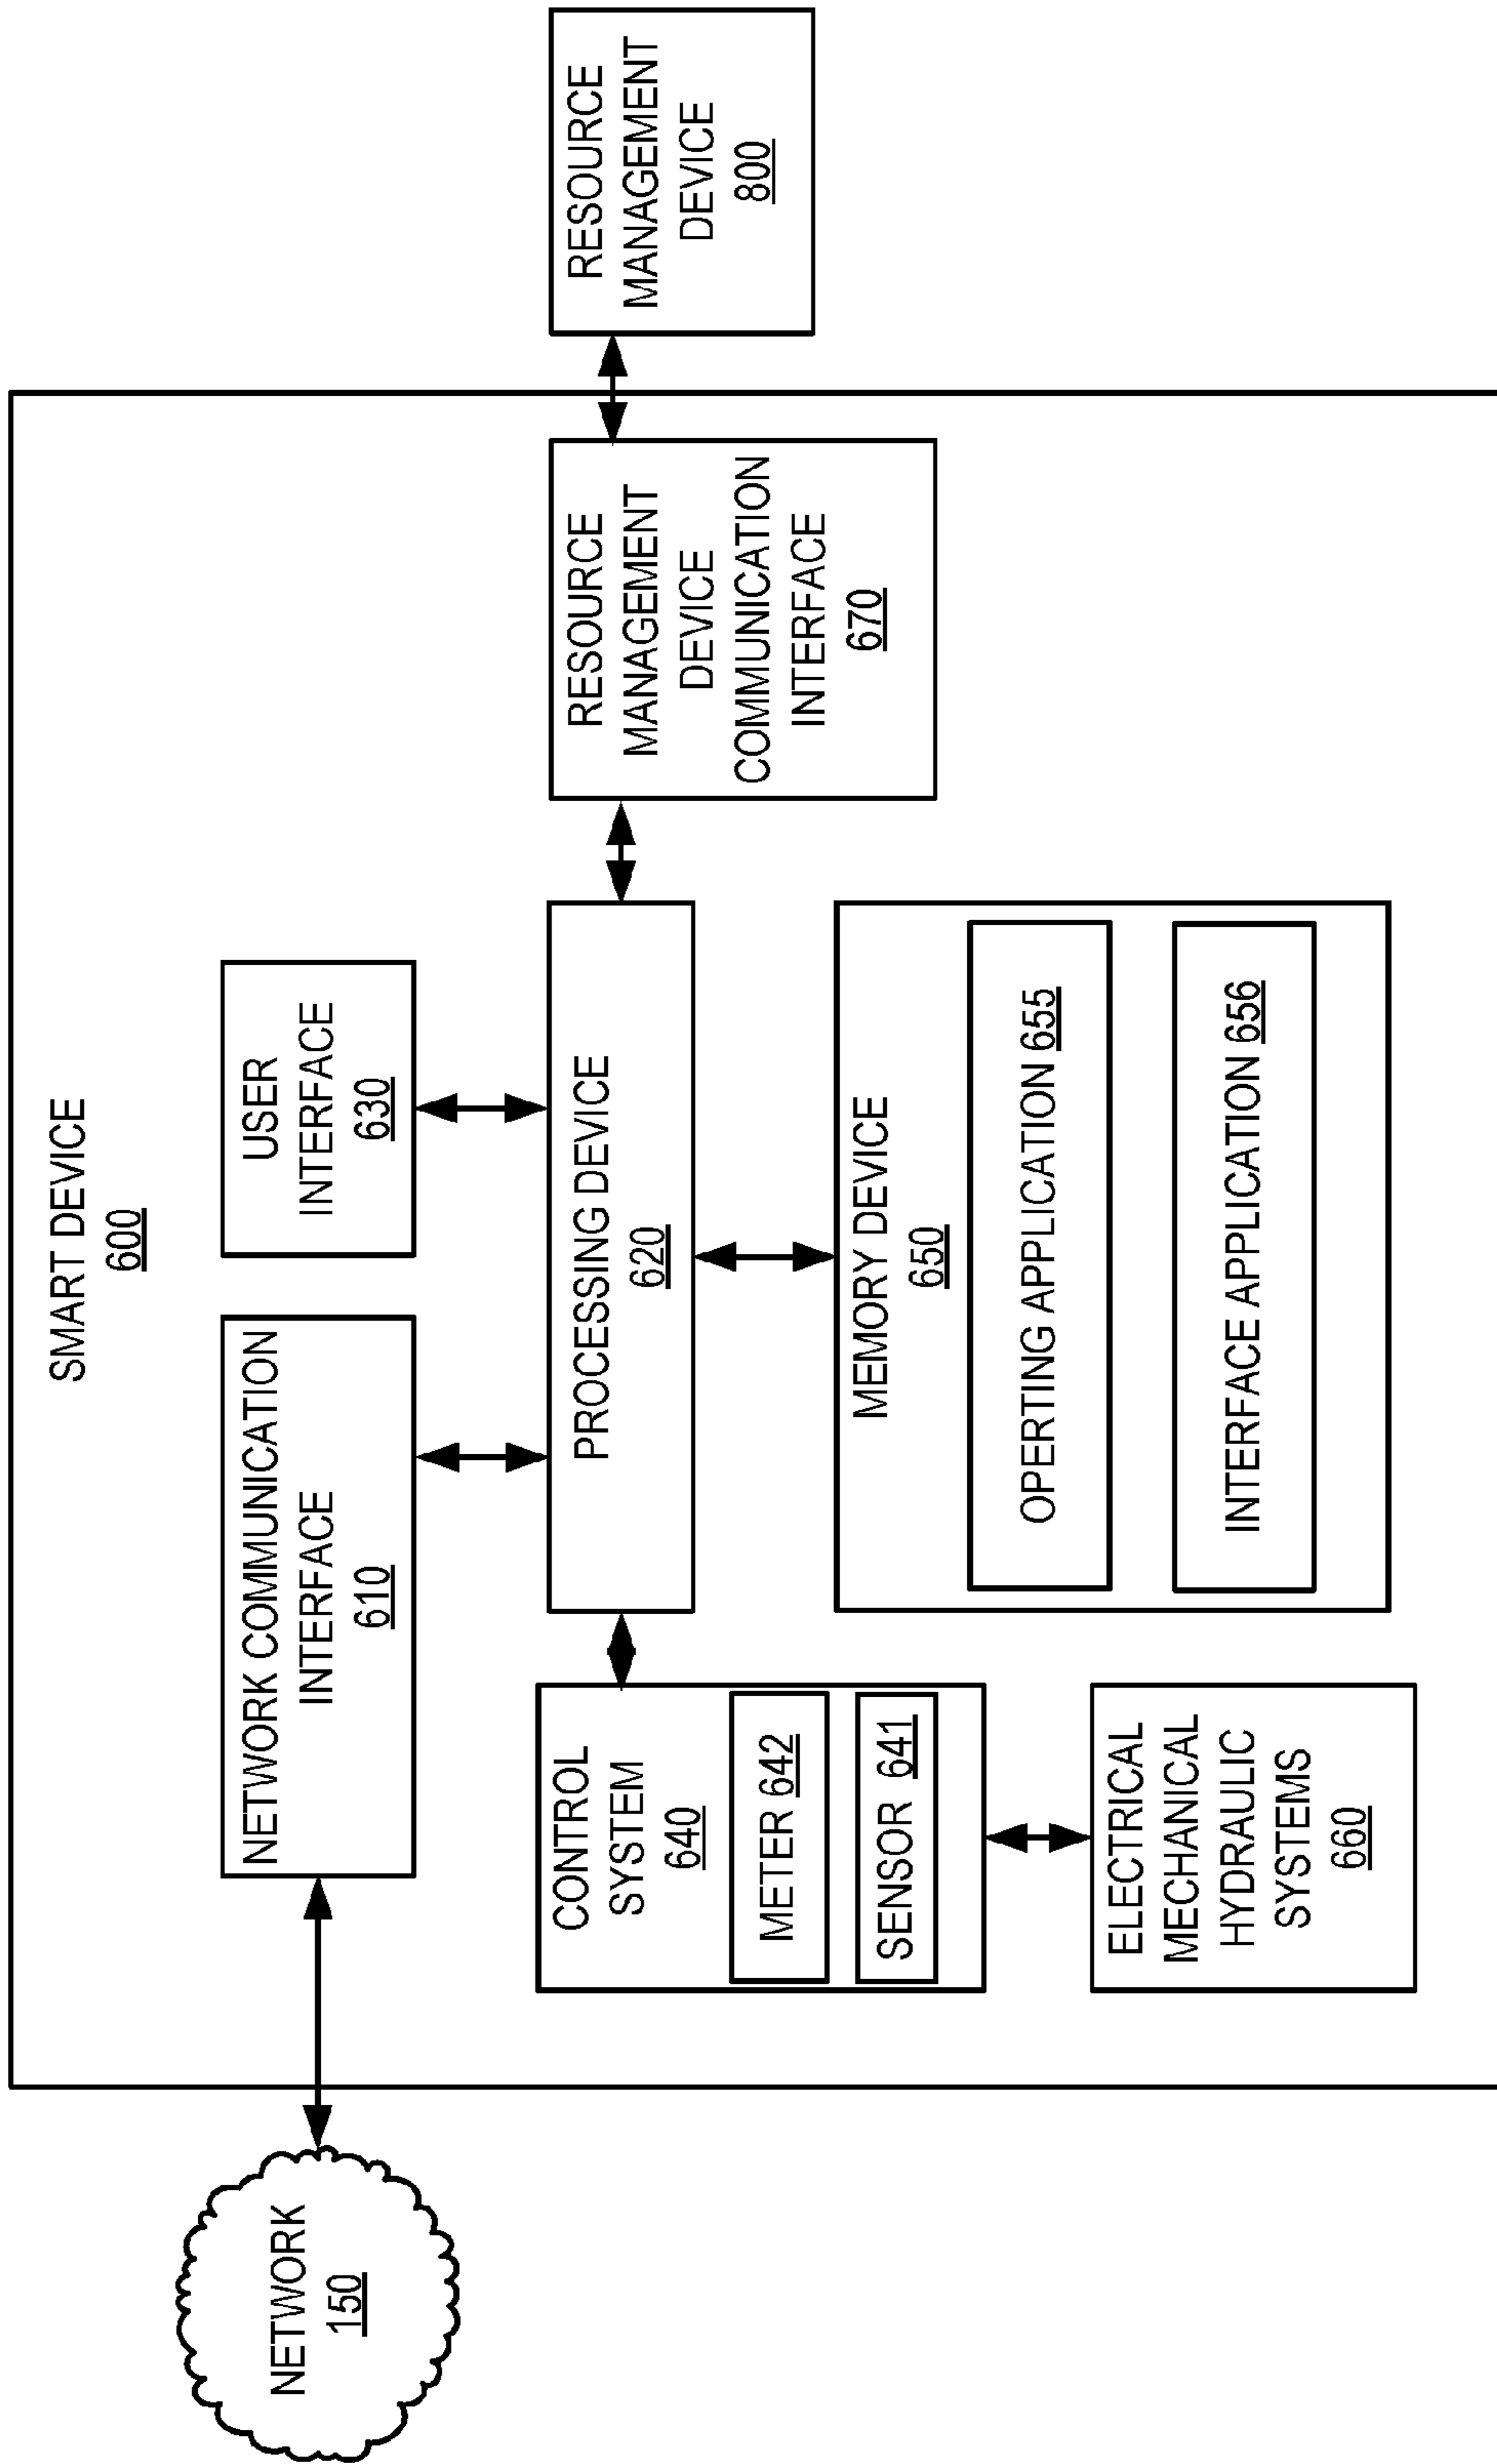 SMART DEVICE
600
NETWORK
150
NETWORK COMMUNICATION
INTERFACE
610
USER
INTERFACE
630
CONTROL
SYSTEM
640
METER 642
SENSOR 641
PROCESSING DEVICE
620
RESOURCE
MANAGEMENT
DEVICE
COMMUNICATION
INTERFACE
670
RESOURCE
MANAGEMENT
DEVICE
800
MEMORY DEVICE
650
OPERTING APPLICATION 655
INTERFACE APPLICATION 656
ELECTRICAL
MECHANICAL
HYDRAULIC
SYSTEMS
660